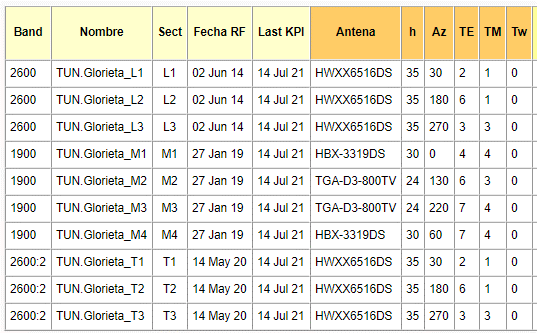 Band Nombre Sect Fecha RF Last KPI Antena h Az TE TM Tw
2600 TUN.Glorieta_L1 L1 02 Jun 14 14 Jul 21 HWXX6516DS 35 30 2 1 0
2600 TUN.Glorieta_L2 L2 02 Jun 14 14 Jul 21 HWXX6516DS 35 180 6 1 0
2600 TUN.Glorieta_L3 L3 02 Jun 14 14 Jul 21 HWXX6516DS 35 270 3 3 0
1900 TUN.Glorieta_M1 M1 27 Jan 19 14 Jul 21 HBX-3319DS 30 0 4 4 0
1900 TUN.Glorieta_M2 M2 27 Jan 19 14 Jul 21 TGA-D3-800TV 24 130 6 3 0
1900 TUN.Glorieta_M3 M3 27 Jan 19 14 Jul 21 TGA-D3-800TV 24 220 7 4 0
1900 TUN.Glorieta_M4 M4 27 Jan 19 14 Jul 21 HBX-3319DS 30 60 7 4 0
2600:2 TUN.Glorieta_T1 T1 14 May 20 14 Jul 21 HWXX6516DS 35 30 2 1 0
2600:2 TUN.Glorieta_T2 T2 14 May 20 14 Jul 21 HWXX6516DS 35 180 6 1 0
2600:2 TUN.Glorieta_T3 T3 14 May 20 14 Jul 21 HWXX6516DS 35 270 3 3 0